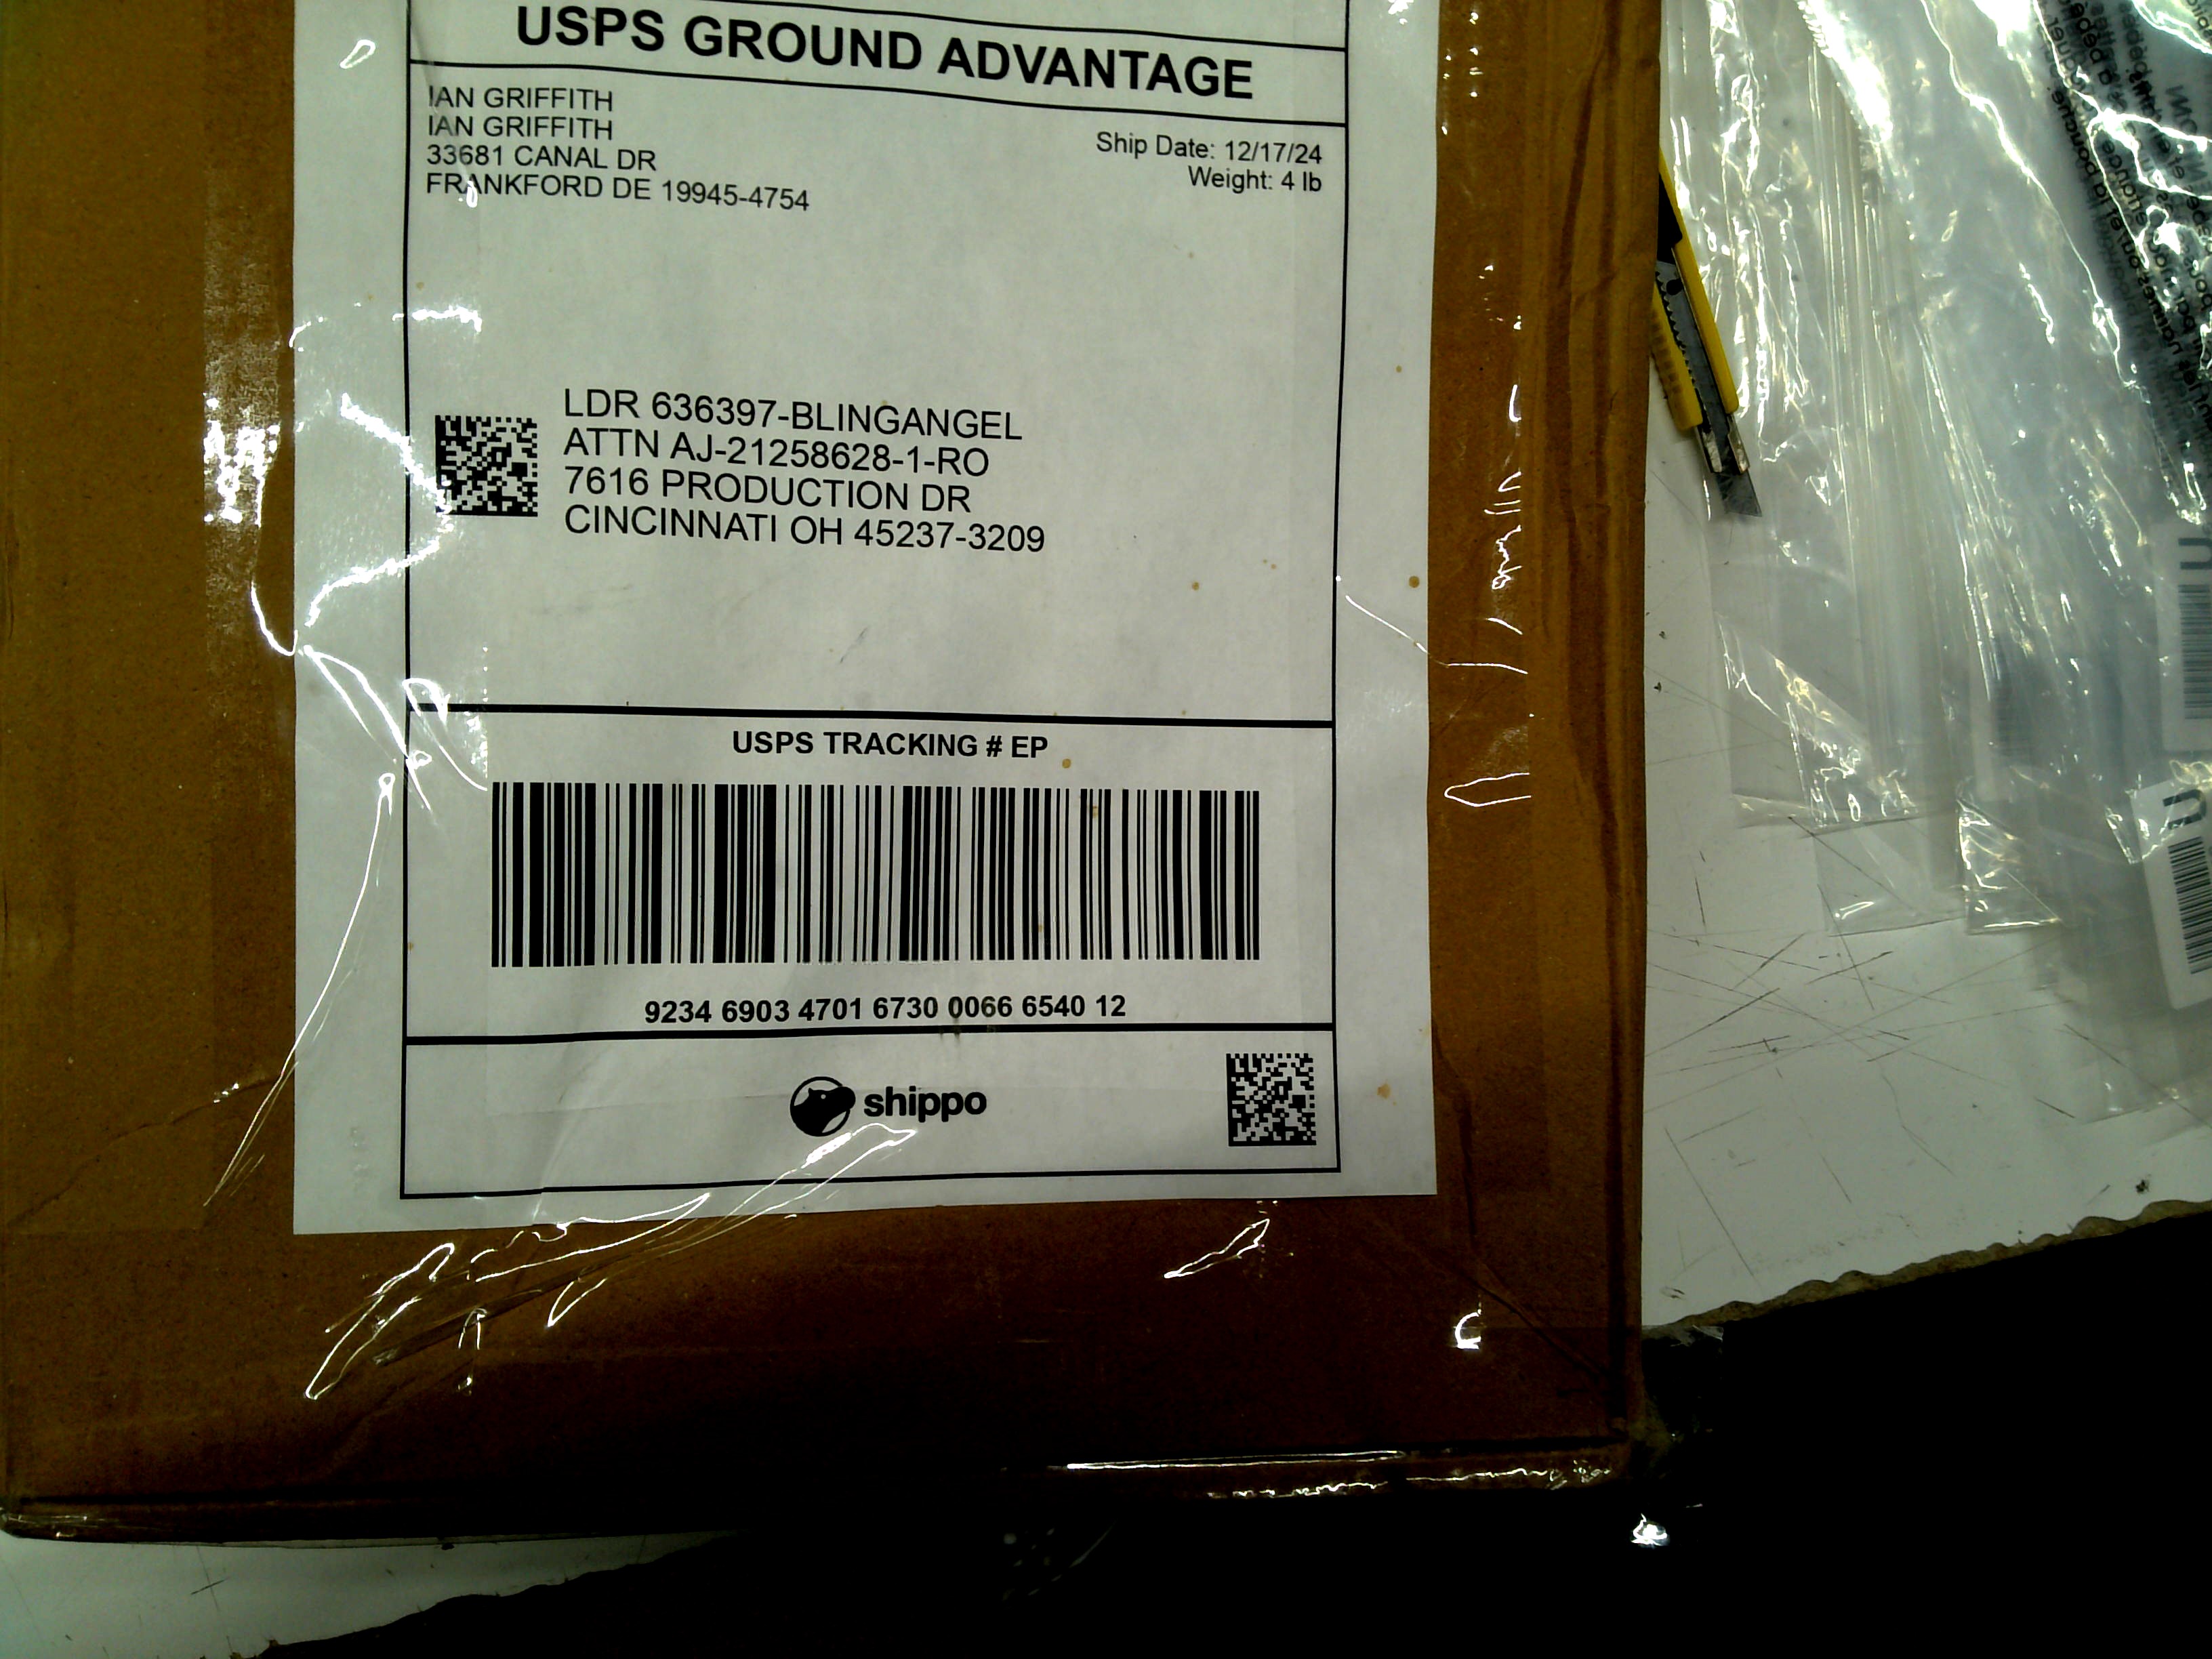 USPS GROUND ADVANTAGE
IAN GRIFFITH
IAN GRIFFITH
33681 CANAL DR
FRANKFORD DE 19945-4754
Ship Date: 12/17/24
Weight: 4 lb
LDR 636397-BLINGANGEL
ATTN AJ-21258628-1-RO
7616 PRODUCTION DR
CINCINNATI OH 45237-3209
USPS TRACKING # EP
9234 6903 4701 6730 0066 6540 12
shippo